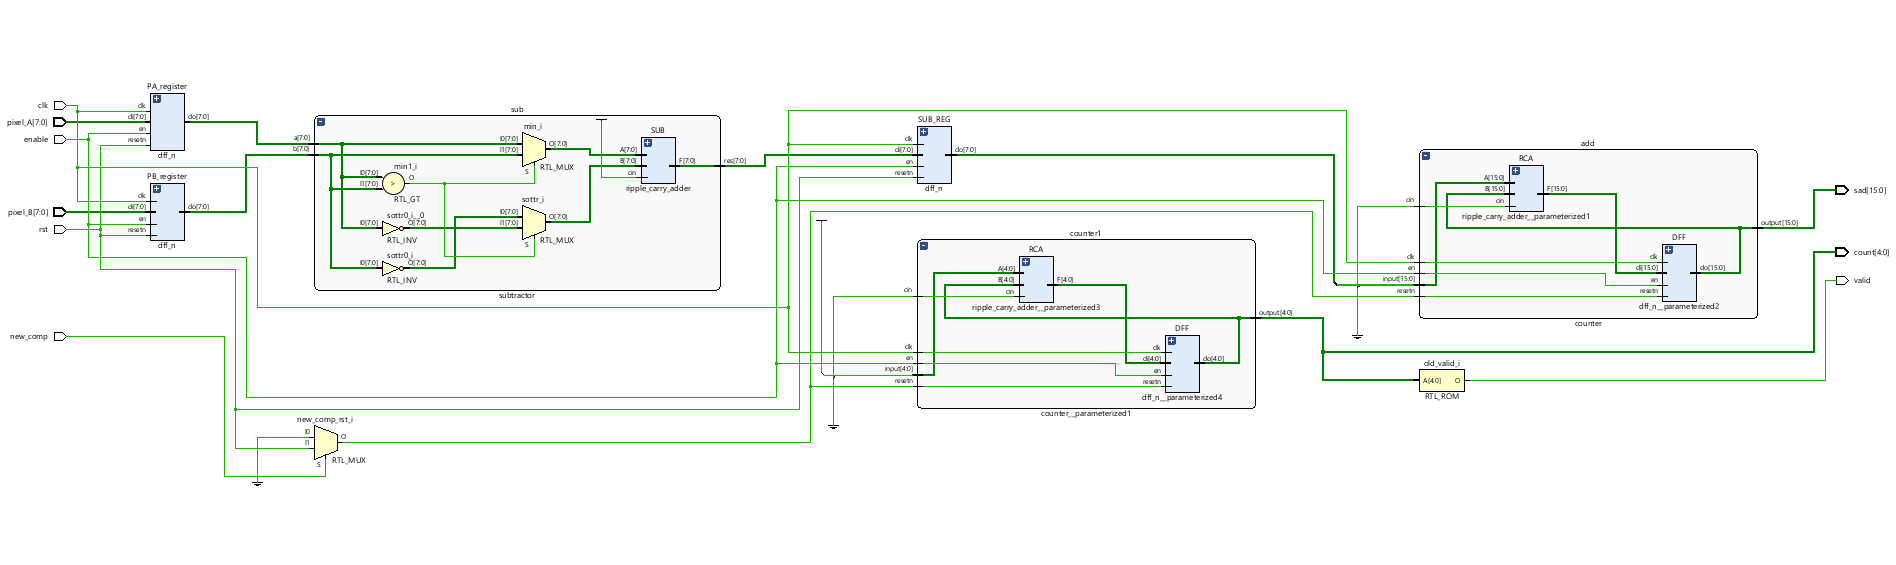 clk
pixel_A[7:0]
enable
pixel_B[7:0]
rst
new_comp
PA_register
clk
di[7:0]
en
resetn
do[7:0]
dff_n
PB_register
clk
di[7:0]
en
resetn
do[7:0]
dff_n
sub
a[7:0]
b[7:0]
min1_i
I0[7:0]
I1[7:0]
O
RTL_GT
sottr0_i__0
I0[7:0]
O[7:0]
RTL_INV
sottr0_i
I0[7:0]
O[7:0]
RTL_INV
min_i
I0[7:0]
I1[7:0]
S
O[7:0]
RTL_MUX
sottr_i
I0[7:0]
I1[7:0]
S
O[7:0]
RTL_MUX
SUB
A[7:0]
B[7:0]
cin
F[7:0]
ripple_carry_adder
res[7:0]
subtractor
new_comp_rst_i
I0
I1
S
O
RTL_MUX
SUB_REG
clk
di[7:0]
en
resetn
do[7:0]
dff_n
counter1
cin
clk
en
input[4:0]
resetn
RCA
A[4:0]
B[4:0]
cin
F[4:0]
ripple_carry_adder__parameterized3
DFF
clk
di[4:0]
en
resetn
do[4:0]
dff_n__parameterized4
output[4:0]
counter__parameterized1
add
cin
clk
en
input[15:0]
resetn
RCA
A[15:0]
B[15:0]
cin
F[15:0]
ripple_carry_adder__parameterized1
DFF
clk
di[15:0]
en
resetn
do[15:0]
dff_n__parameterized2
output[15:0]
counter
old_valid_i
A[4:0]
O
RTL_ROM
sad[15:0]
count[4:0]
valid